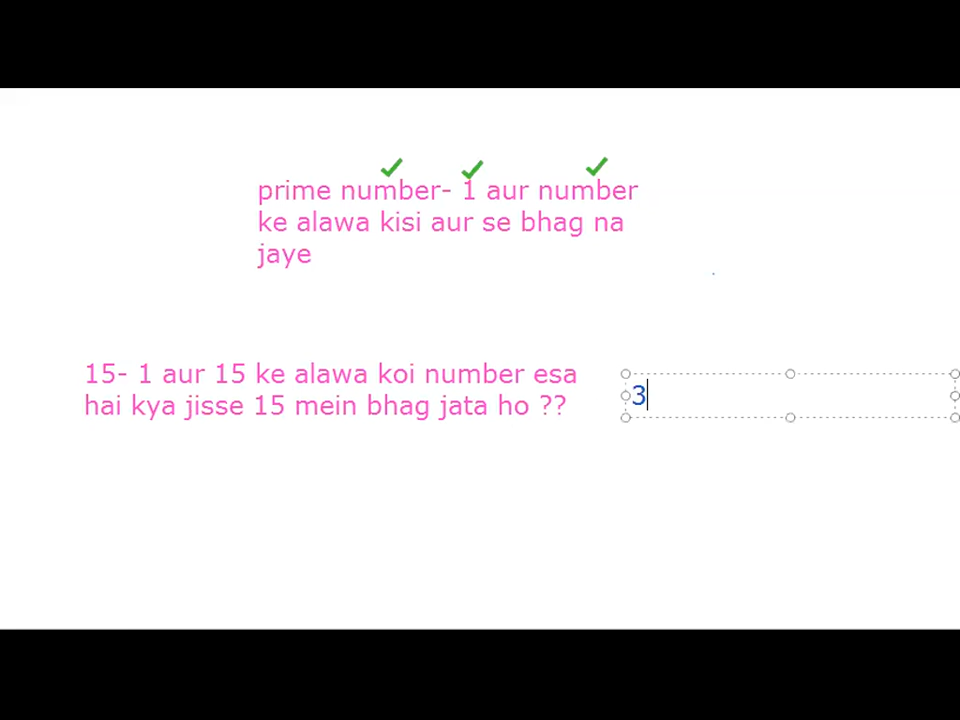 prime number- 1 aur number
ke alawa kisi aur se bhag na
jaye
15- 1 aur 15 ke alawa koi number esa
hai kya jisse 15 mein bhag jata ho ??
3